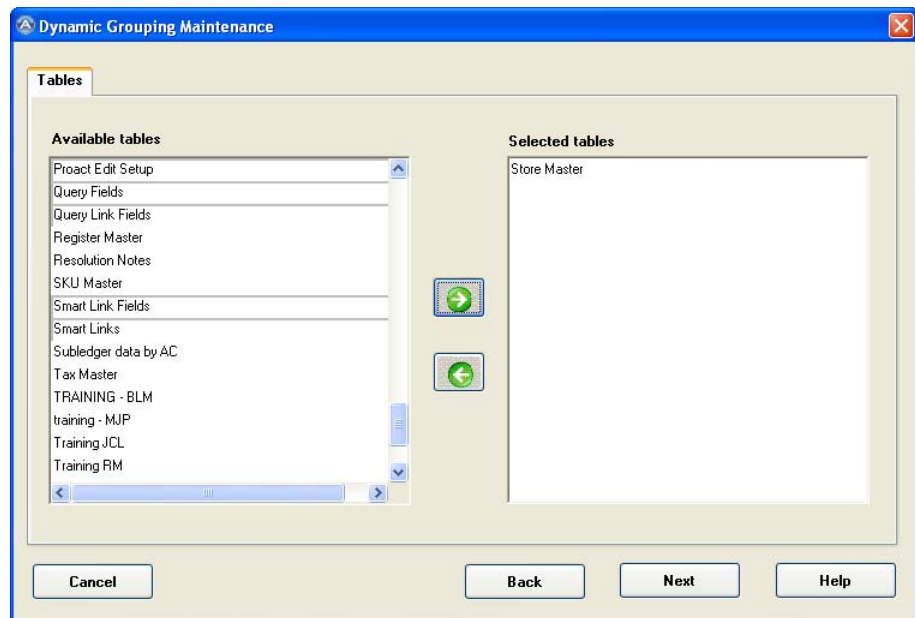 Dynamic Grouping Maintenance
Tables
Available tables
Proact Edit Setup
Query Fields
Query Link Fields
Register Master
Resolution Notes
SKU Master
Smart Link Fields
Smart Links
Subledger data by AC
Tax Master
TRAINING - BLM
training - MJP
Training JCL
Training RM
Selected tables
Store Master
Cancel
Back
Next
Help